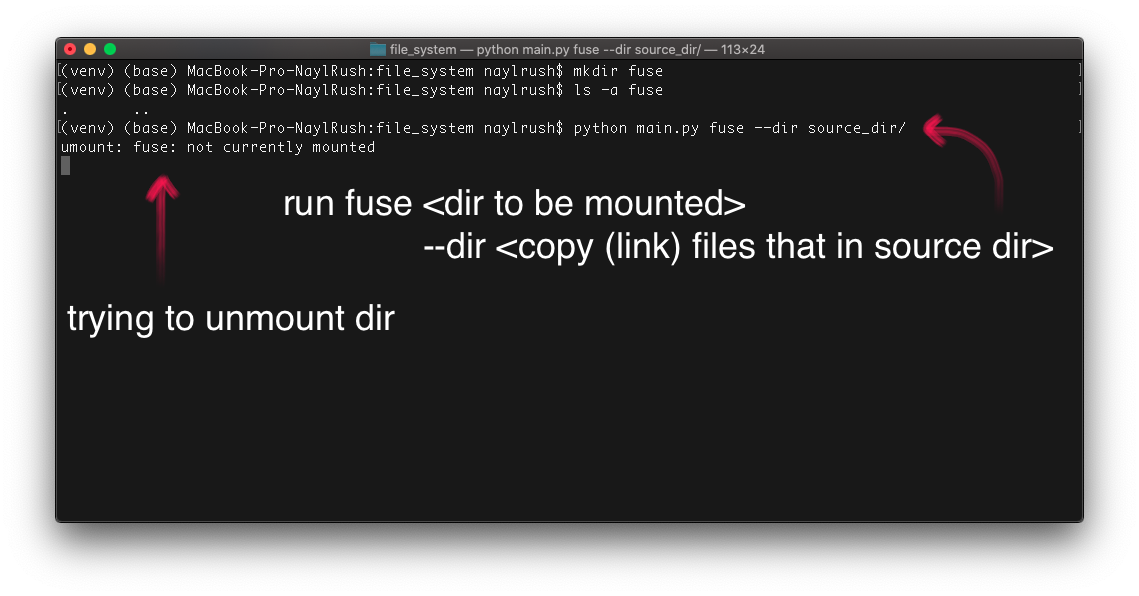 file_system — python main.py fuse --dir source_dir/ — 113×24
[(venv) (base) MacBook-Pro-NaylRush:file_system naylrush$ mkdir fuse ]
[(venv) (base) MacBook-Pro-NaylRush:file_system naylrush$ ls -a fuse ]
. ..
[(venv) (base) MacBook-Pro-NaylRush:file_system naylrush$ python main.py fuse --dir source_dir/ ]
umount: fuse: not currently mounted
run fuse <dir to be mounted>
--dir <copy (link) files that in source dir>
trying to unmount dir